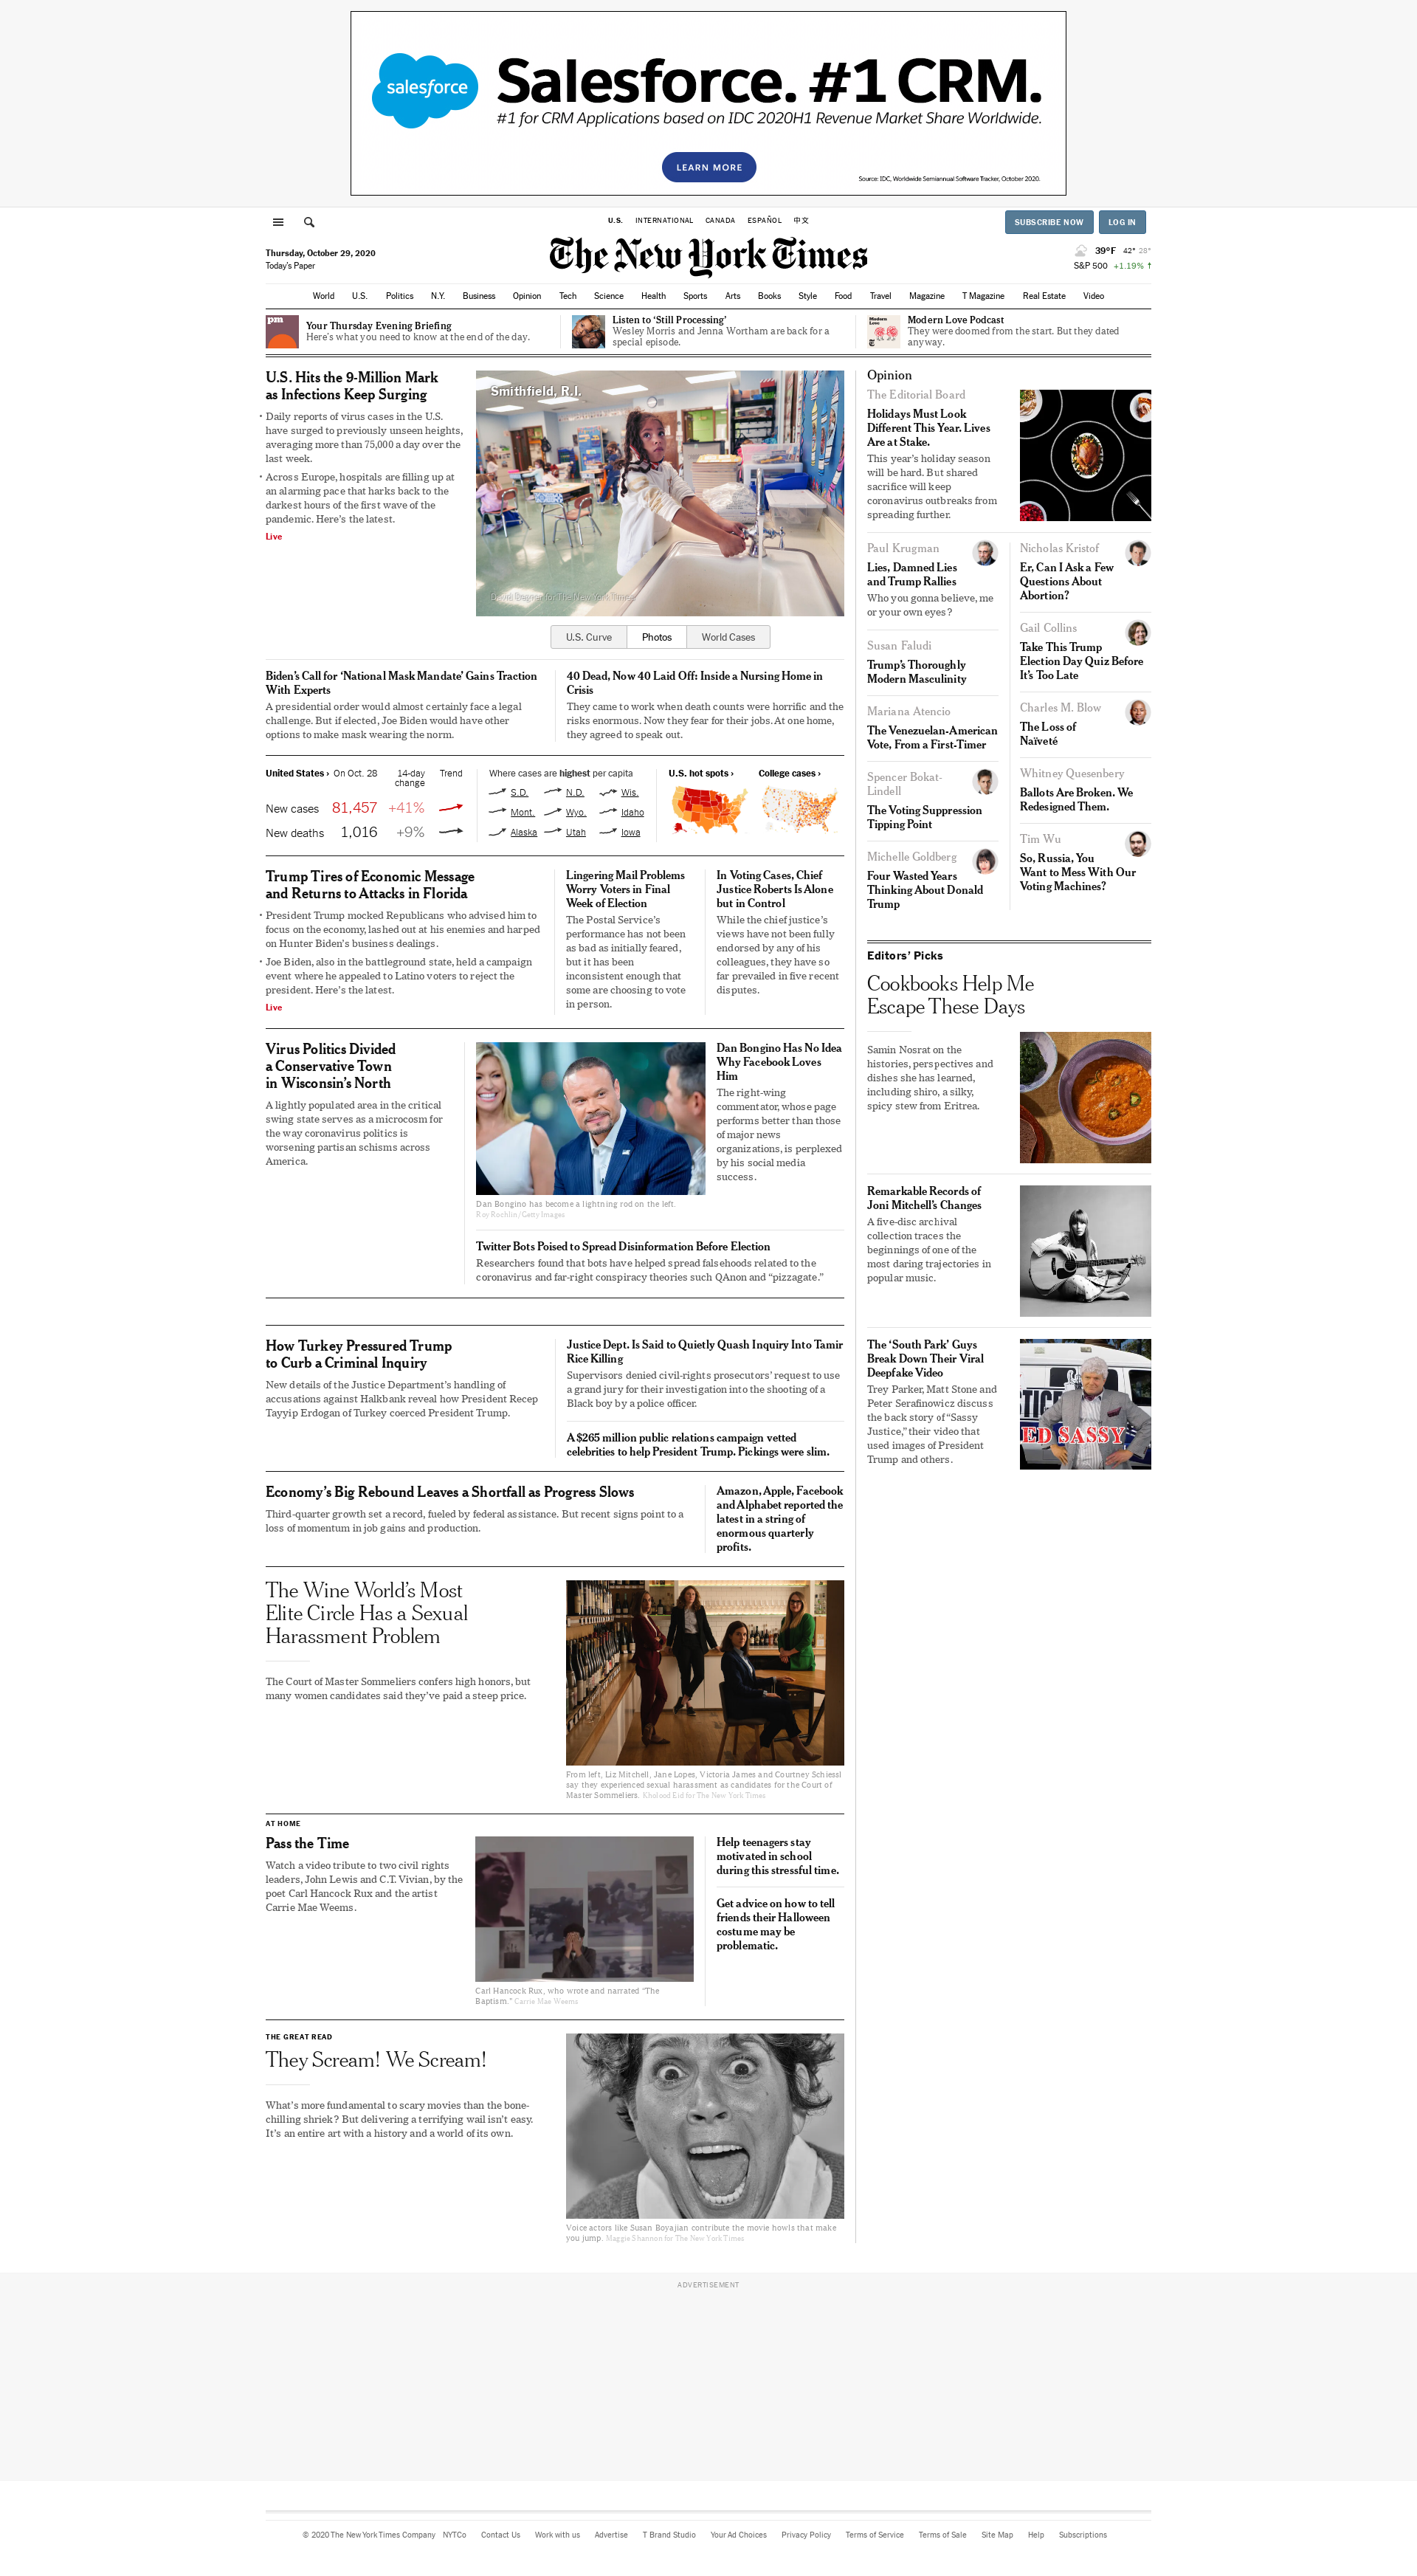 salesforce
Salesforce. #1 CRM.
#1 for CRM Applications based on IDC 2020H1 Revenue Market Share Worldwide.
LEARN MORE
Source: IDC, Worldwide Semiannual Software Tracker, October 2020.
U.S. INTERNATIONAL CANADA ESPAÑOL 中文
SUBSCRIBE NOW LOG IN
Thursday, October 29, 2020
Today's Paper
The New York Times
39°F 42° 28°
S&P 500 +1.19% ↑
World U.S. Politics N.Y. Business Opinion Tech Science Health Sports Arts Books Style Food Travel Magazine T Magazine Real Estate Video
pm
Your Thursday Evening Briefing
Here's what you need to know at the end of the day.
Listen to ‘Still Processing’
Wesley Morris and Jenna Wortham are back for a
special episode.
Modern Love
Modern Love Podcast
They were doomed from the start. But they dated
anyway.
U.S. Hits the 9-Million Mark
as Infections Keep Surging
• Daily reports of virus cases in the U.S.
have surged to previously unseen heights,
averaging more than 75,000 a day over the
last week.
• Across Europe, hospitals are filling up at
an alarming pace that harks back to the
darkest hours of the first wave of the
pandemic. Here's the latest.
Live
Smithfield, R.I.
David Degner for The New York Times
U.S. Curve Photos World Cases
Biden’s Call for ‘National Mask Mandate’ Gains Traction
With Experts
A presidential order would almost certainly face a legal
challenge. But if elected, Joe Biden would have other
options to make mask wearing the norm.
40 Dead, Now 40 Laid Off: Inside a Nursing Home in
Crisis
They came to work when death counts were horrific and the
risks enormous. Now they fear for their jobs. At one home,
they agreed to speak out.
United States › On Oct. 28 14-day
change Trend
New cases 81,457 +41%
New deaths 1,016 +9%
Where cases are highest per capita
S.D. N.D. Wis.
Mont. Wyo. Idaho
Alaska Utah Iowa
U.S. hot spots › College cases ›
Trump Tires of Economic Message
and Returns to Attacks in Florida
• President Trump mocked Republicans who advised him to
focus on the economy, lashed out at his enemies and harped
on Hunter Biden’s business dealings.
• Joe Biden, also in the battleground state, held a campaign
event where he appealed to Latino voters to reject the
president. Here’s the latest.
Live
Lingering Mail Problems
Worry Voters in Final
Week of Election
The Postal Service’s
performance has not been
as bad as initially feared,
but it has been
inconsistent enough that
some are choosing to vote
in person.
In Voting Cases, Chief
Justice Roberts Is Alone
but in Control
While the chief justice’s
views have not been fully
endorsed by any of his
colleagues, they have so
far prevailed in five recent
disputes.
Virus Politics Divided
a Conservative Town
in Wisconsin’s North
A lightly populated area in the critical
swing state serves as a microcosm for
the way coronavirus politics is
worsening partisan schisms across
America.
Dan Bongino has become a lightning rod on the left.
Roy Rochlin/Getty Images
Dan Bongino Has No Idea
Why Facebook Loves
Him
The right-wing
commentator, whose page
performs better than those
of major news
organizations, is perplexed
by his social media
success.
Twitter Bots Poised to Spread Disinformation Before Election
Researchers found that bots have helped spread falsehoods related to the
coronavirus and far-right conspiracy theories such QAnon and “pizzagate.”
How Turkey Pressured Trump
to Curb a Criminal Inquiry
New details of the Justice Department’s handling of
accusations against Halkbank reveal how President Recep
Tayyip Erdogan of Turkey coerced President Trump.
Justice Dept. Is Said to Quietly Quash Inquiry Into Tamir
Rice Killing
Supervisors denied civil-rights prosecutors’ request to use
a grand jury for their investigation into the shooting of a
Black boy by a police officer.
A $265 million public relations campaign vetted
celebrities to help President Trump. Pickings were slim.
Economy’s Big Rebound Leaves a Shortfall as Progress Slows
Third-quarter growth set a record, fueled by federal assistance. But recent signs point to a
loss of momentum in job gains and production.
Amazon, Apple, Facebook
and Alphabet reported the
latest in a string of
enormous quarterly
profits.
The Wine World’s Most
Elite Circle Has a Sexual
Harassment Problem
The Court of Master Sommeliers confers high honors, but
many women candidates said they’ve paid a steep price.
From left, Liz Mitchell, Jane Lopes, Victoria James and Courtney Schiessl
say they experienced sexual harassment as candidates for the Court of
Master Sommeliers. Kholood Eid for The New York Times
AT HOME
Pass the Time
Watch a video tribute to two civil rights
leaders, John Lewis and C.T. Vivian, by the
poet Carl Hancock Rux and the artist
Carrie Mae Weems.
Carl Hancock Rux, who wrote and narrated “The
Baptism.” Carrie Mae Weems
Help teenagers stay
motivated in school
during this stressful time.
Get advice on how to tell
friends their Halloween
costume may be
problematic.
THE GREAT READ
They Scream! We Scream!
What’s more fundamental to scary movies than the bone-
chilling shriek? But delivering a terrifying wail isn’t easy.
It’s an entire art with a history and a world of its own.
Voice actors like Susan Boyajian contribute the movie howls that make
you jump. Maggie Shannon for The New York Times
Opinion
The Editorial Board
Holidays Must Look
Different This Year. Lives
Are at Stake.
This year’s holiday season
will be hard. But shared
sacrifice will keep
coronavirus outbreaks from
spreading further.
Paul Krugman
Lies, Damned Lies
and Trump Rallies
Who you gonna believe, me
or your own eyes?
Susan Faludi
Trump’s Thoroughly
Modern Masculinity
Mariana Atencio
The Venezuelan-American
Vote, From a First-Timer
Spencer Bokat-
Lindell
The Voting Suppression
Tipping Point
Michelle Goldberg
Four Wasted Years
Thinking About Donald
Trump
Nicholas Kristof
Er, Can I Ask a Few
Questions About
Abortion?
Gail Collins
Take This Trump
Election Day Quiz Before
It’s Too Late
Charles M. Blow
The Loss of
Naïveté
Whitney Quesenbery
Ballots Are Broken. We
Redesigned Them.
Tim Wu
So, Russia, You
Want to Mess With Our
Voting Machines?
Editors’ Picks
Cookbooks Help Me
Escape These Days
Samin Nosrat on the
histories, perspectives and
dishes she has learned,
including shiro, a silky,
spicy stew from Eritrea.
Remarkable Records of
Joni Mitchell’s Changes
A five-disc archival
collection traces the
beginnings of one of the
most daring trajectories in
popular music.
The ‘South Park’ Guys
Break Down Their Viral
Deepfake Video
Trey Parker, Matt Stone and
Peter Serafinowicz discuss
the back story of “Sassy
Justice,” their video that
used images of President
Trump and others.
TICE
ED SASSY
ADVERTISEMENT
© 2020 The New York Times Company NYTCo Contact Us Work with us Advertise T Brand Studio Your Ad Choices Privacy Policy Terms of Service Terms of Sale Site Map Help Subscriptions